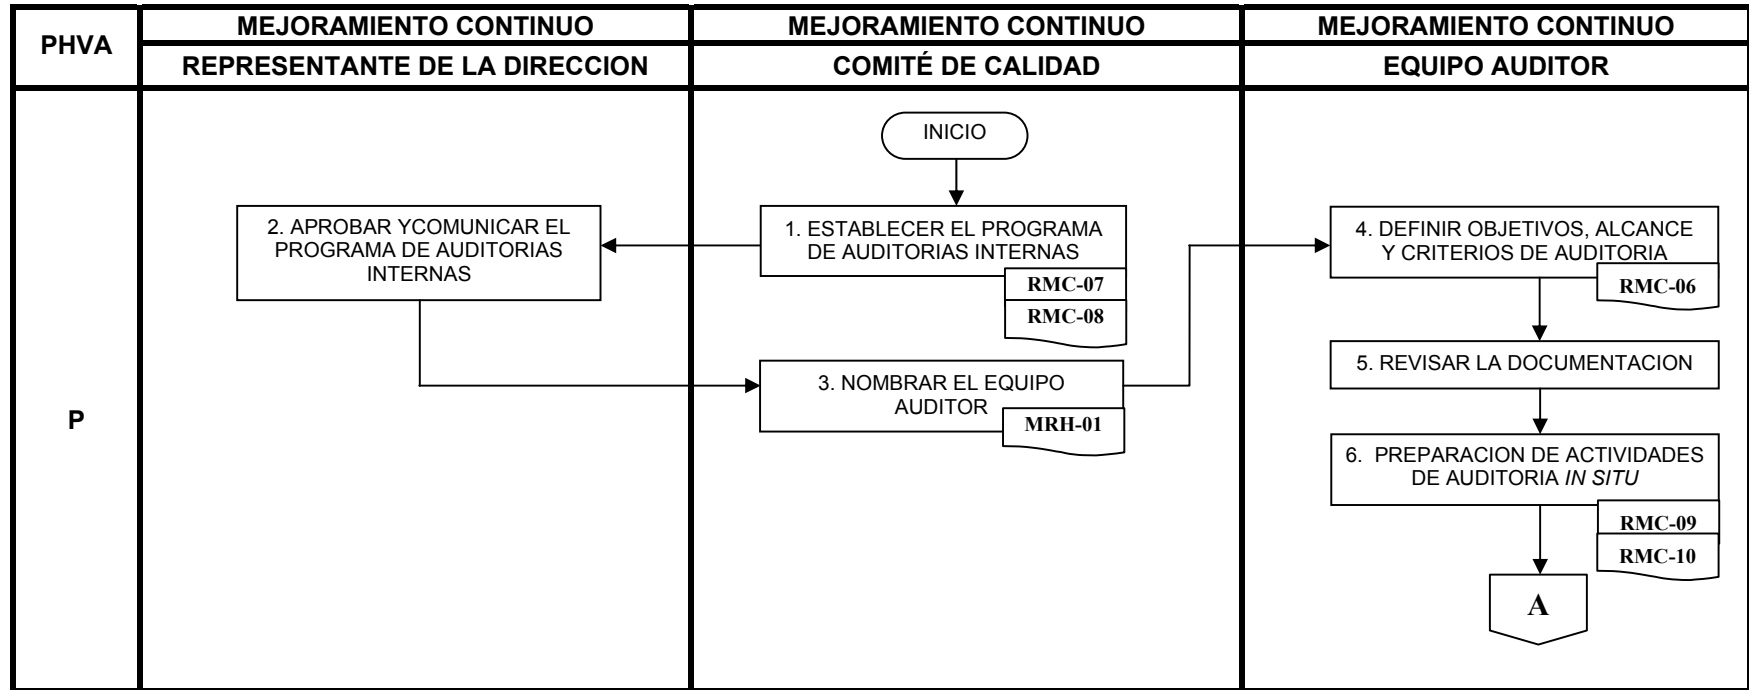 PHVA
MEJORAMIENTO CONTINUO
MEJORAMIENTO CONTINUO
MEJORAMIENTO CONTINUO
REPRESENTANTE DE LA DIRECCION
COMITÉ DE CALIDAD
EQUIPO AUDITOR
P
INICIO
1. ESTABLECER EL PROGRAMA
DE AUDITORIAS INTERNAS
RMC-07
RMC-08
2. APROBAR YCOMUNICAR EL
PROGRAMA DE AUDITORIAS
INTERNAS
3. NOMBRAR EL EQUIPO
AUDITOR
MRH-01
4. DEFINIR OBJETIVOS, ALCANCE
Y CRITERIOS DE AUDITORIA
RMC-06
5. REVISAR LA DOCUMENTACION
6. PREPARACION DE ACTIVIDADES
DE AUDITORIA IN SITU
RMC-09
RMC-10
A